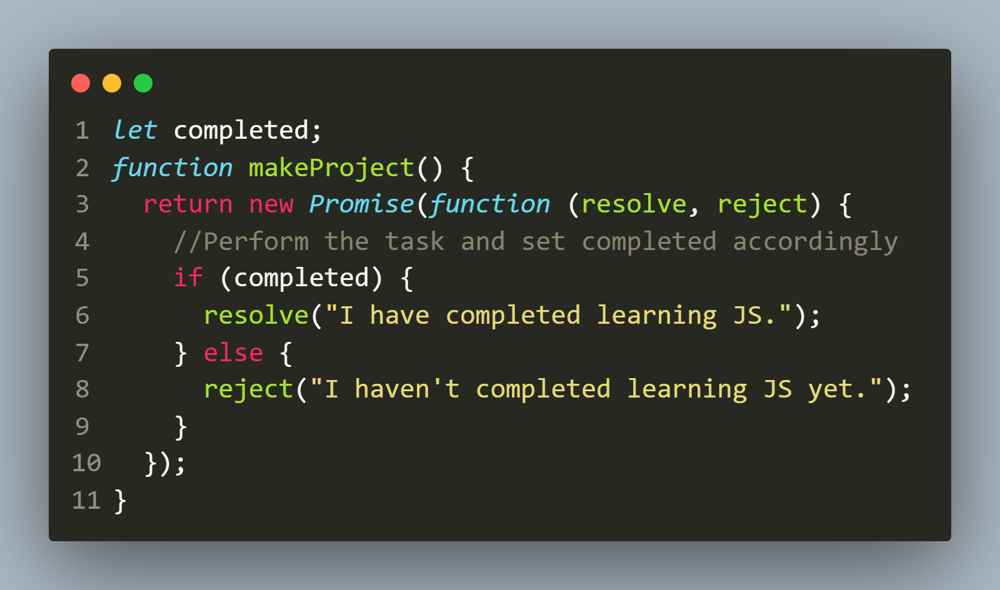 1 let completed;
2 function makeProject() {
3   return new Promise(function (resolve, reject) {
4     //Perform the task and set completed accordingly
5     if (completed) {
6       resolve("I have completed learning JS.");
7     } else {
8       reject("I haven't completed learning JS yet.");
9     }
10   });
11 }